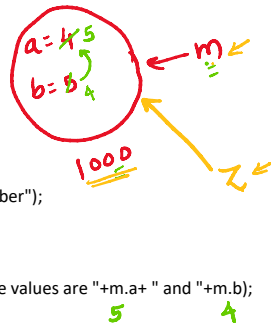 a = 4 5
b = 5 4
m
1000
z
ber");
e values are "+m.a+ " and "+m.b);
5 4